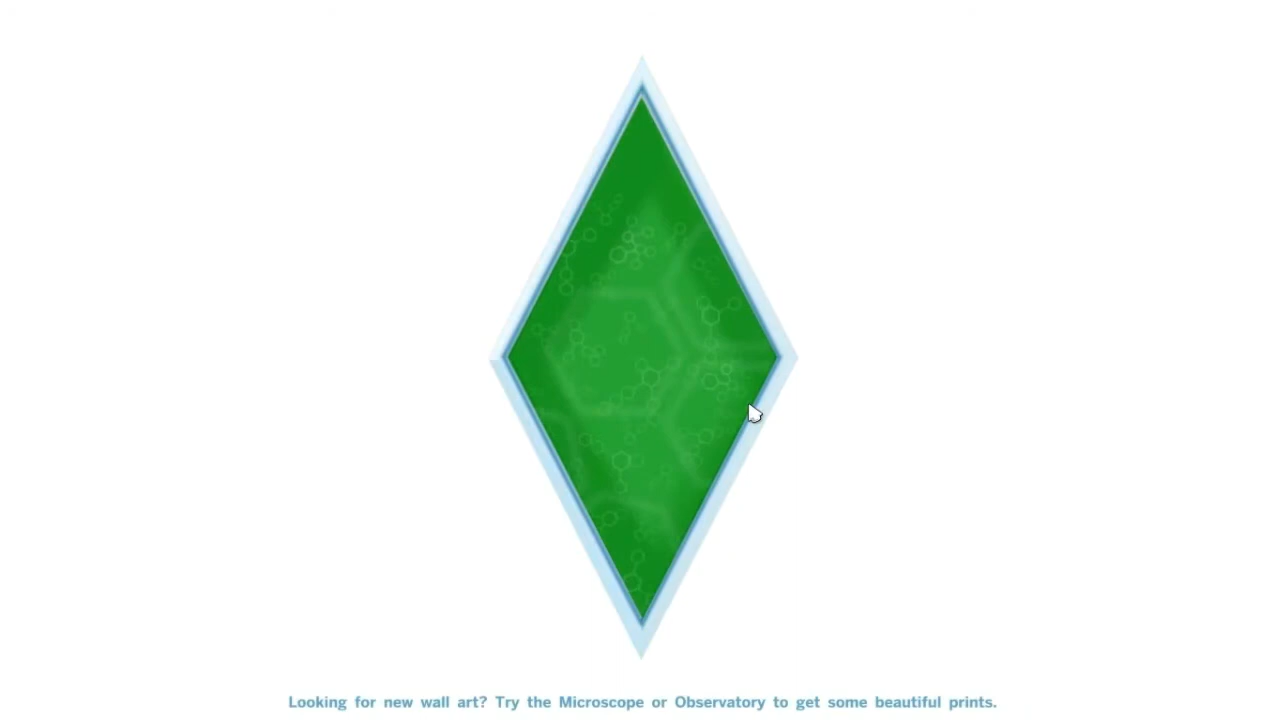 Looking for new wall art? Try the Microscope or Observatory to get some beautiful prints.